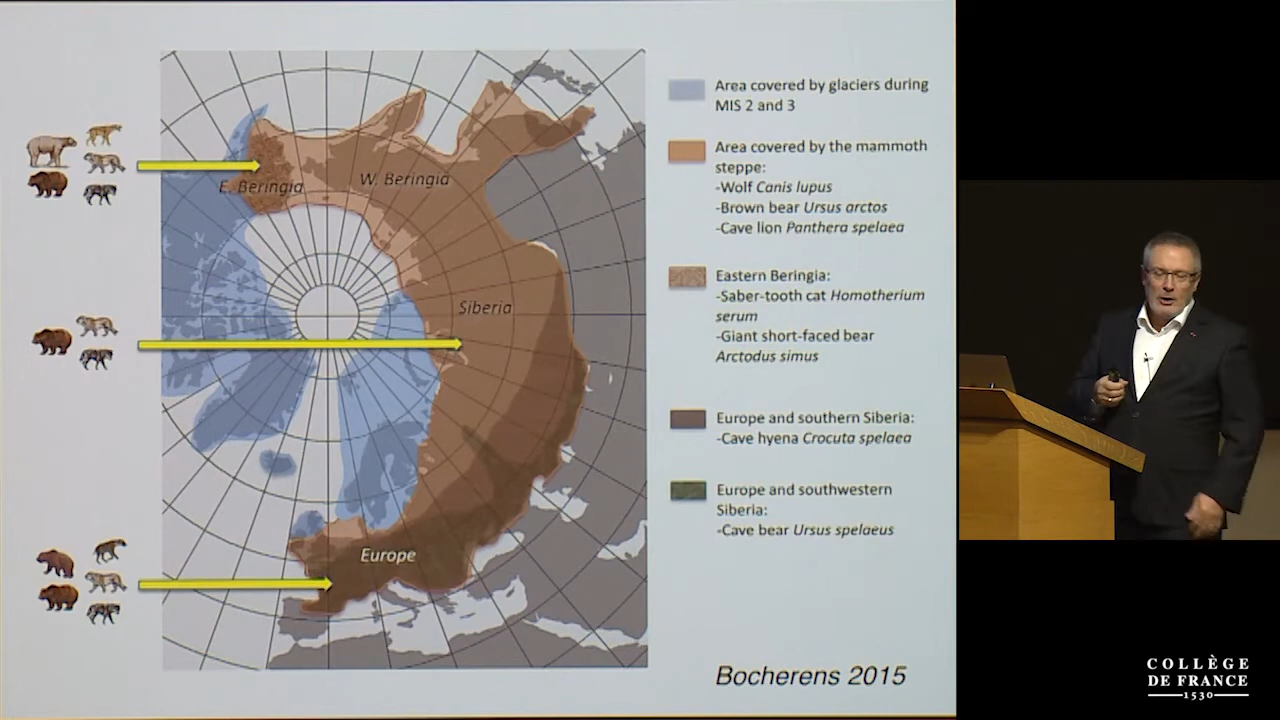 Area covered by glaciers during
MIS 2 and 3
Area covered by the mammoth
steppe:
-Wolf Canis lupus
-Brown bear Ursus arctos
-Cave lion Panthera spelaea
Eastern Beringia:
-Saber-tooth cat Homotherium
serum
-Giant short-faced bear
Arctodus simus
Europe and southern Siberia:
-Cave hyena Crocuta spelaea
Europe and southwestern
Siberia:
-Cave bear Ursus spelaeus
E. Beringia
W. Beringia
Siberia
Europe
Bocherens 2015
COLLÈGE
DE FRANCE
1530